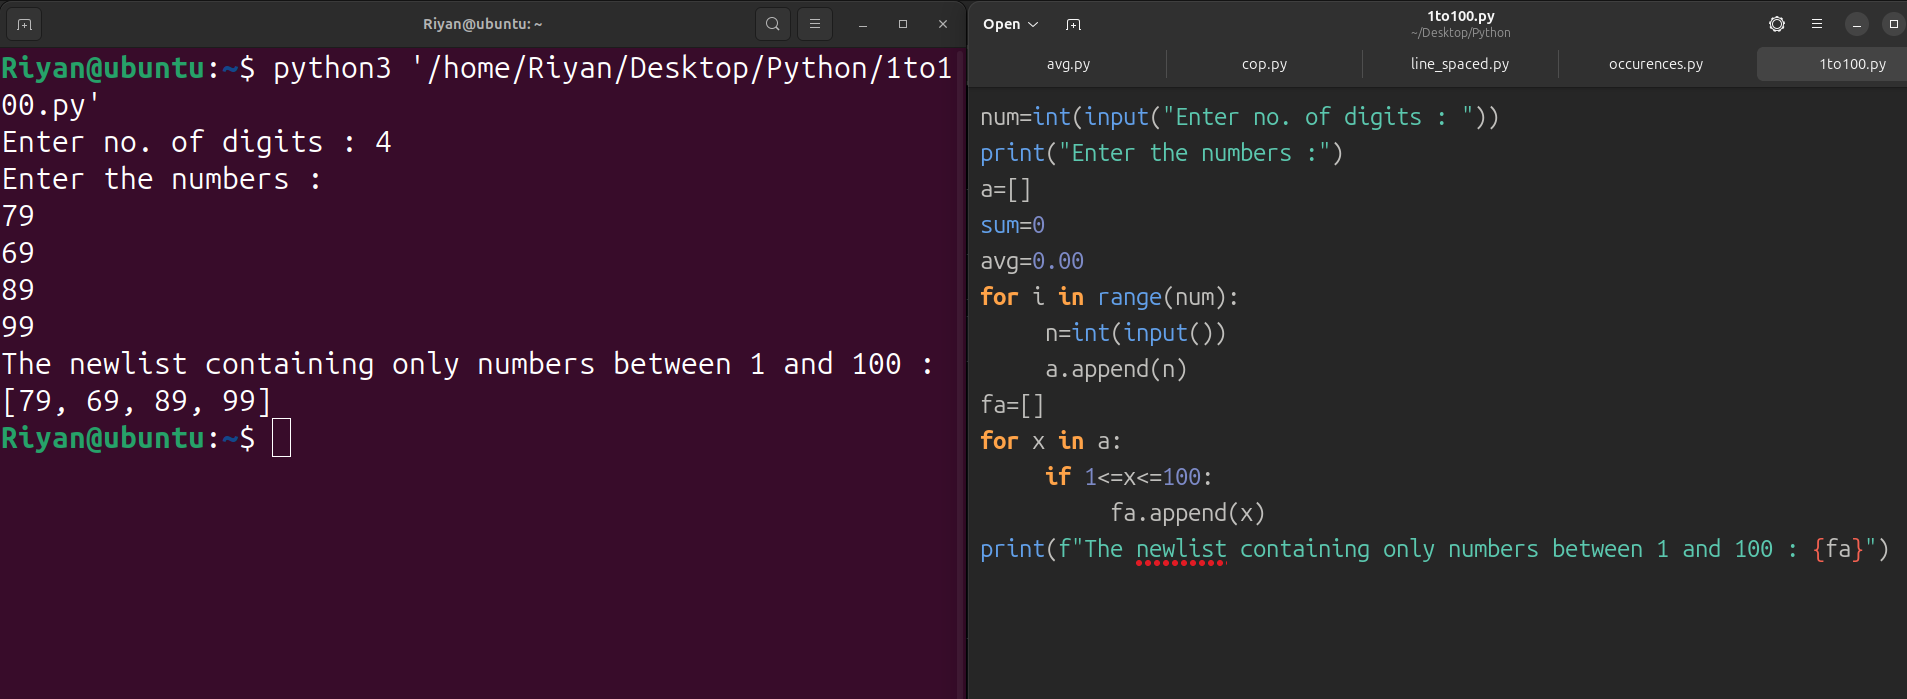 Riyan@ubuntu: ~
Riyan@ubuntu:~$ python3 '/home/Riyan/Desktop/Python/1to1
00.py'
Enter no. of digits : 4
Enter the numbers :
79
69
89
99
The newlist containing only numbers between 1 and 100 :
[79, 69, 89, 99]
Riyan@ubuntu:~$
Open
1to100.py
~/Desktop/Python
avg.py cop.py line_spaced.py occurences.py 1to100.py
num=int(input("Enter no. of digits : "))
print("Enter the numbers :")
a=[]
sum=0
avg=0.00
for i in range(num):
     n=int(input())
     a.append(n)
fa=[]
for x in a:
     if 1<=x<=100:
          fa.append(x)
print(f"The newlist containing only numbers between 1 and 100 : {fa}")